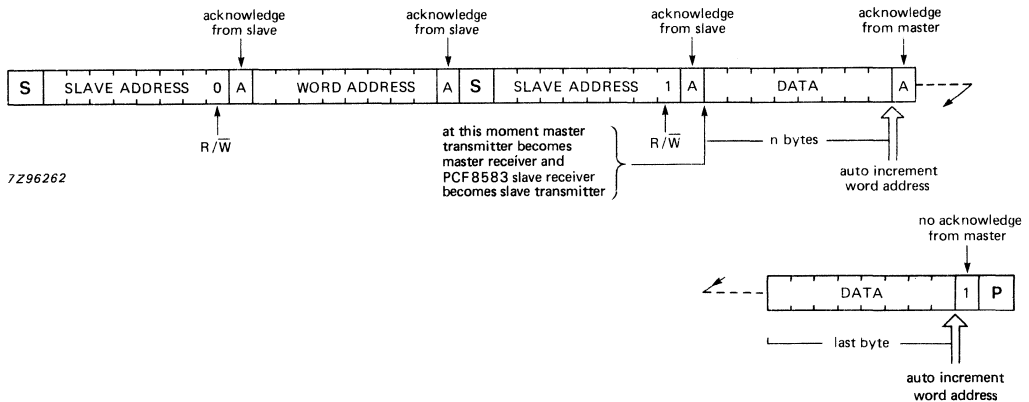 acknowledge
from slave
acknowledge
from slave
acknowledge
from slave
acknowledge
from master
S SLAVE ADDRESS 0 A WORD ADDRESS A S SLAVE ADDRESS 1 A DATA A
R/W̅
at this moment master
transmitter becomes
master receiver and
PCF8583 slave receiver
becomes slave transmitter
R/W̅
n bytes
auto increment
word address
7Z96262
no acknowledge
from master
DATA 1 P
last byte
auto increment
word address